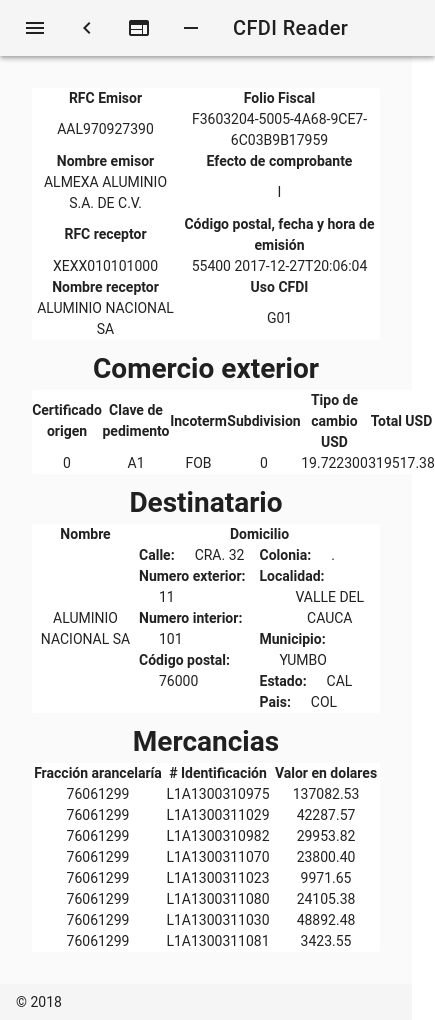 CFDI Reader
RFC Emisor Folio Fiscal
AAL970927390 F3603204-5005-4A68-9CE7-
6C03B9B17959
Nombre emisor Efecto de comprobante
ALMEXA ALUMINIO
S.A. DE C.V.
I
RFC receptor
Código postal, fecha y hora de
emisión
XEXX010101000 55400 2017-12-27T20:06:04
Nombre receptor Uso CFDI
ALUMINIO NACIONAL
SA
G01
Comercio exterior
Certificado
origen
Clave de
pedimento
Incoterm
Subdivision
Tipo de
cambio
USD
Total USD
0 A1 FOB 0 19.722300 319517.38
Destinatario
Nombre Domicilio
ALUMINIO
NACIONAL SA
Calle: CRA. 32
Numero exterior:
11
Numero interior:
101
Código postal:
76000
Colonia: .
Localidad:
VALLE DEL
CAUCA
Municipio:
YUMBO
Estado: CAL
Pais: COL
Mercancias
Fracción arancelaría # Identificación Valor en dolares
76061299 L1A1300310975 137082.53
76061299 L1A1300311029 42287.57
76061299 L1A1300310982 29953.82
76061299 L1A1300311070 23800.40
76061299 L1A1300311023 9971.65
76061299 L1A1300311080 24105.38
76061299 L1A1300311030 48892.48
76061299 L1A1300311081 3423.55
© 2018